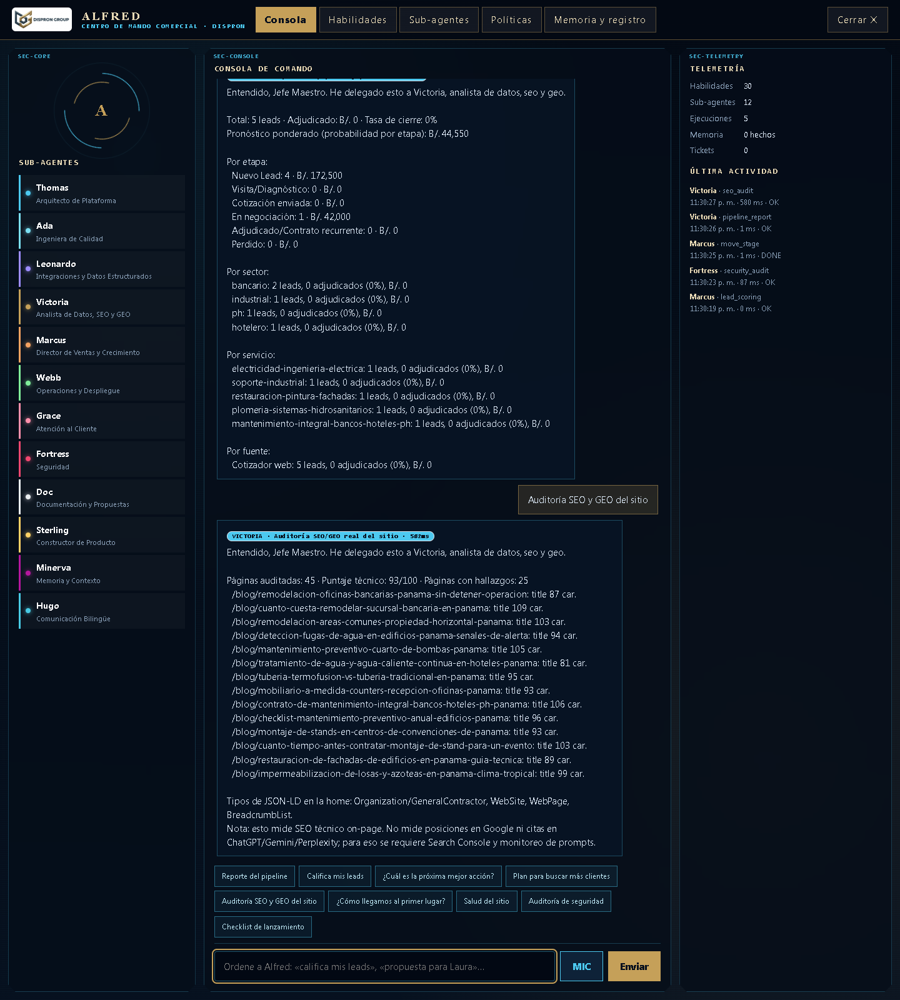 DISPRON GROUP
ALFRED
CENTRO DE MANDO COMERCIAL · DISPRON
Consola
Habilidades
Sub-agentes
Políticas
Memoria y registro
Cerrar ✕
SEC-CORE
A
SUB-AGENTES
Thomas
Arquitecto de Plataforma
Ada
Ingeniera de Calidad
Leonardo
Integraciones y Datos Estructurados
Victoria
Analista de Datos, SEO y GEO
Marcus
Director de Ventas y Crecimiento
Webb
Operaciones y Despliegue
Grace
Atención al Cliente
Fortress
Seguridad
Doc
Documentación y Propuestas
Sterling
Constructor de Producto
Minerva
Memoria y Contexto
Hugo
Comunicación Bilingüe
SEC-CONSOLE
CONSOLA DE COMANDO
Entendido, Jefe Maestro. He delegado esto a Victoria, analista de datos, seo y geo.
Total: 5 leads · Adjudicado: B/. 0 · Tasa de cierre: 0%
Pronóstico ponderado (probabilidad por etapa): B/. 44,550
Por etapa:
Nuevo Lead: 4 · B/. 172,500
Visita/Diagnóstico: 0 · B/. 0
Cotización enviada: 0 · B/. 0
En negociación: 1 · B/. 42,000
Adjudicado/Contrato recurrente: 0 · B/. 0
Perdido: 0 · B/. 0
Por sector:
bancario: 2 leads, 0 adjudicados (0%), B/. 0
industrial: 1 leads, 0 adjudicados (0%), B/. 0
ph: 1 leads, 0 adjudicados (0%), B/. 0
hotelero: 1 leads, 0 adjudicados (0%), B/. 0
Por servicio:
electricidad-ingenieria-electrica: 1 leads, 0 adjudicados (0%), B/. 0
soporte-industrial: 1 leads, 0 adjudicados (0%), B/. 0
restauracion-pintura-fachadas: 1 leads, 0 adjudicados (0%), B/. 0
plomeria-sistemas-hidrosanitarios: 1 leads, 0 adjudicados (0%), B/. 0
mantenimiento-integral-bancos-hoteles-ph: 1 leads, 0 adjudicados (0%), B/. 0
Por fuente:
Cotizador web: 5 leads, 0 adjudicados (0%), B/. 0
Auditoría SEO y GEO del sitio
VICTORIA · Auditoría SEO/GEO real del sitio · 582ms
Entendido, Jefe Maestro. He delegado esto a Victoria, analista de datos, seo y geo.
Páginas auditadas: 45 · Puntaje técnico: 93/100 · Páginas con hallazgos: 25
/blog/remodelacion-oficinas-bancarias-panama-sin-detener-operacion: title 87 car.
/blog/cuanto-cuesta-remodelar-sucursal-bancaria-en-panama: title 109 car.
/blog/remodelacion-areas-comunes-propiedad-horizontal-panama: title 103 car.
/blog/deteccion-fugas-de-agua-en-edificios-panama-senales-de-alerta: title 94 car.
/blog/mantenimiento-preventivo-cuarto-de-bombas-panama: title 105 car.
/blog/tratamiento-de-agua-y-agua-caliente-continua-en-hoteles-panama: title 81 car.
/blog/tuberia-termofusion-vs-tuberia-tradicional-en-panama: title 95 car.
/blog/mobiliario-a-medida-counters-recepcion-oficinas-panama: title 93 car.
/blog/contrato-de-mantenimiento-integral-bancos-hoteles-ph-panama: title 106 car.
/blog/checklist-mantenimiento-preventivo-anual-edificios-panama: title 96 car.
/blog/montaje-de-stands-en-centros-de-convenciones-de-panama: title 93 car.
/blog/cuanto-tiempo-antes-contratar-montaje-de-stand-para-un-evento: title 103 car.
/blog/restauracion-de-fachadas-de-edificios-en-panama-guia-tecnica: title 89 car.
/blog/impermeabilizacion-de-losas-y-azoteas-en-panama-clima-tropical: title 99 car.
Tipos de JSON-LD en la home: Organization/GeneralContractor, WebSite, WebPage,
BreadcrumbList.
Nota: esto mide SEO técnico on-page. No mide posiciones en Google ni citas en
ChatGPT/Gemini/Perplexity; para eso se requiere Search Console y monitoreo de prompts.
Reporte del pipeline
Califica mis leads
¿Cuál es la próxima mejor acción?
Plan para buscar más clientes
Auditoría SEO y GEO del sitio
¿Cómo llegamos al primer lugar?
Salud del sitio
Auditoría de seguridad
Checklist de lanzamiento
Ordene a Alfred: «califica mis leads», «propuesta para Laura»…
MIC
Enviar
SEC-TELEMETRY
TELEMETRÍA
Habilidades 30
Sub-agentes 12
Ejecuciones 5
Memoria 0 hechos
Tickets 0
ÚLTIMA ACTIVIDAD
Victoria · seo_audit
11:30:27 p. m. · 580 ms · OK
Victoria · pipeline_report
11:30:26 p. m. · 1 ms · OK
Marcus · move_stage
11:30:25 p. m. · 1 ms · DONE
Fortress · security_audit
11:30:23 p. m. · 87 ms · OK
Marcus · lead_scoring
11:30:19 p. m. · 0 ms · OK